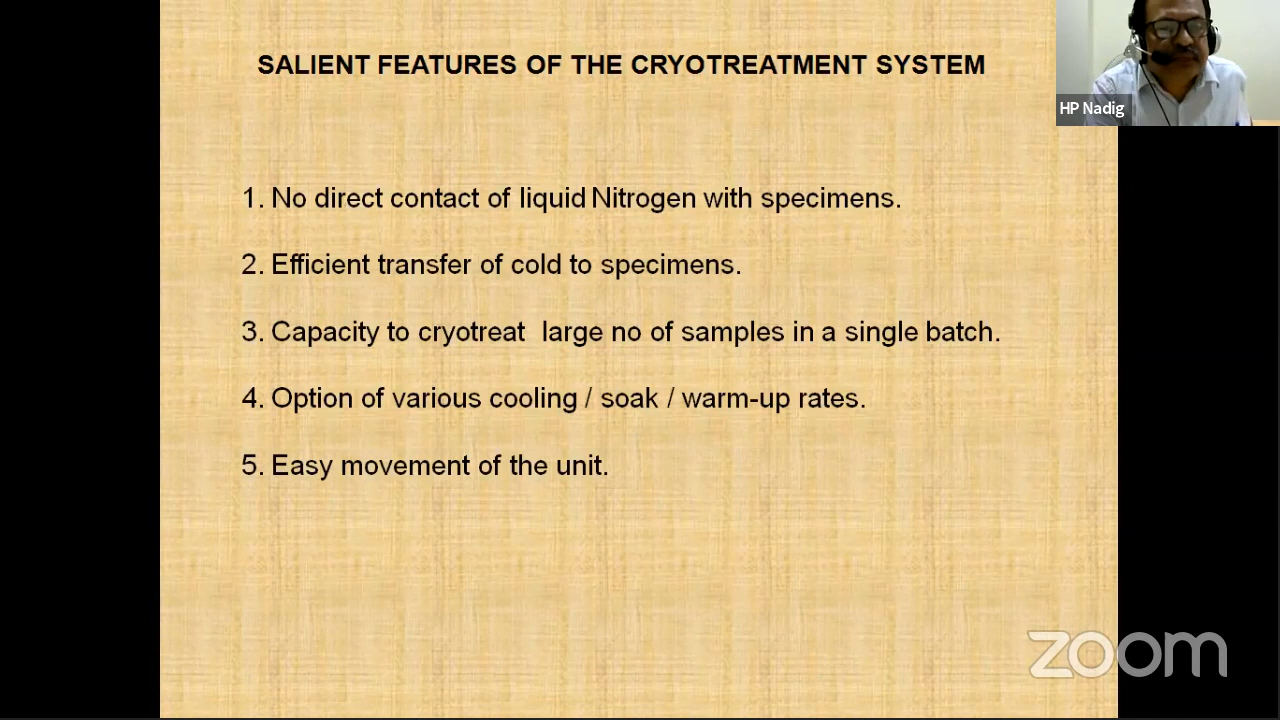 SALIENT FEATURES OF THE CRYOTREATMENT SYSTEM
HP Nadig
1. No direct contact of liquid Nitrogen with specimens.
2. Efficient transfer of cold to specimens.
3. Capacity to cryotreat large no of samples in a single batch.
4. Option of various cooling / soak / warm-up rates.
5. Easy movement of the unit.
zoom